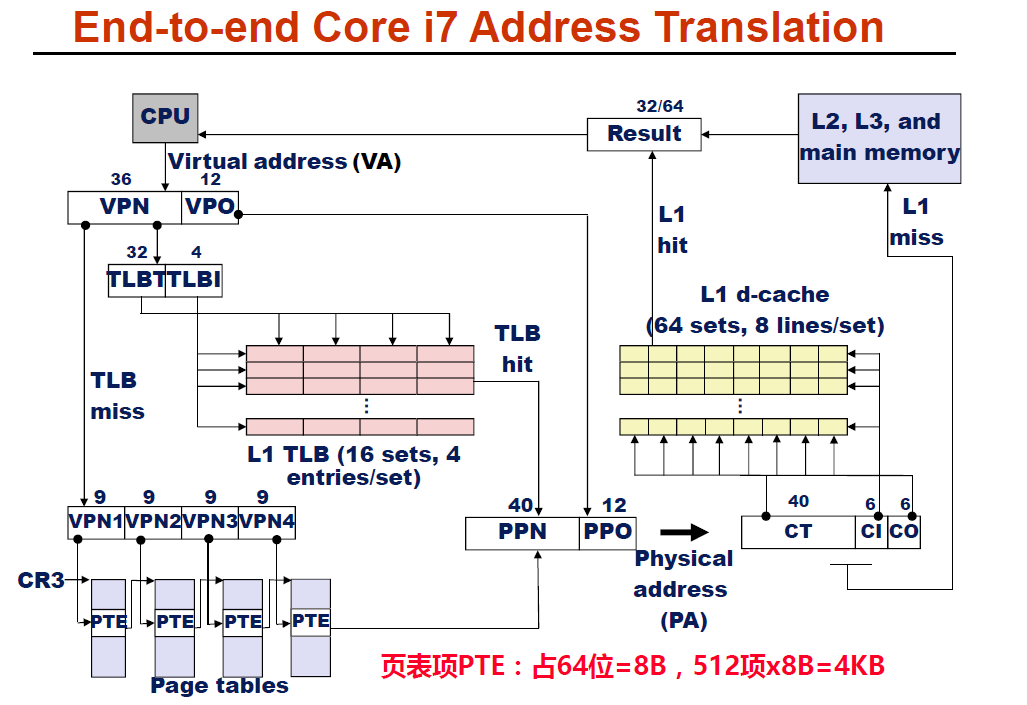 End-to-end Core i7 Address Translation
CPU
32/64
Result
L2, L3, and
main memory
Virtual address (VA)
36
12
VPN
VPO
L1
hit
L1
miss
32
4
TLBT
TLBI
L1 d-cache
(64 sets, 8 lines/set)
TLB
hit
TLB
miss
...
...
L1 TLB (16 sets, 4
entries/set)
9
9
9
9
VPN1
VPN2
VPN3
VPN4
40
12
PPN
PPO
40
6
6
CT
CI
CO
Physical
address
(PA)
CR3
PTE
PTE
PTE
PTE
Page tables
页表项PTE：占64位=8B，512项x8B=4KB